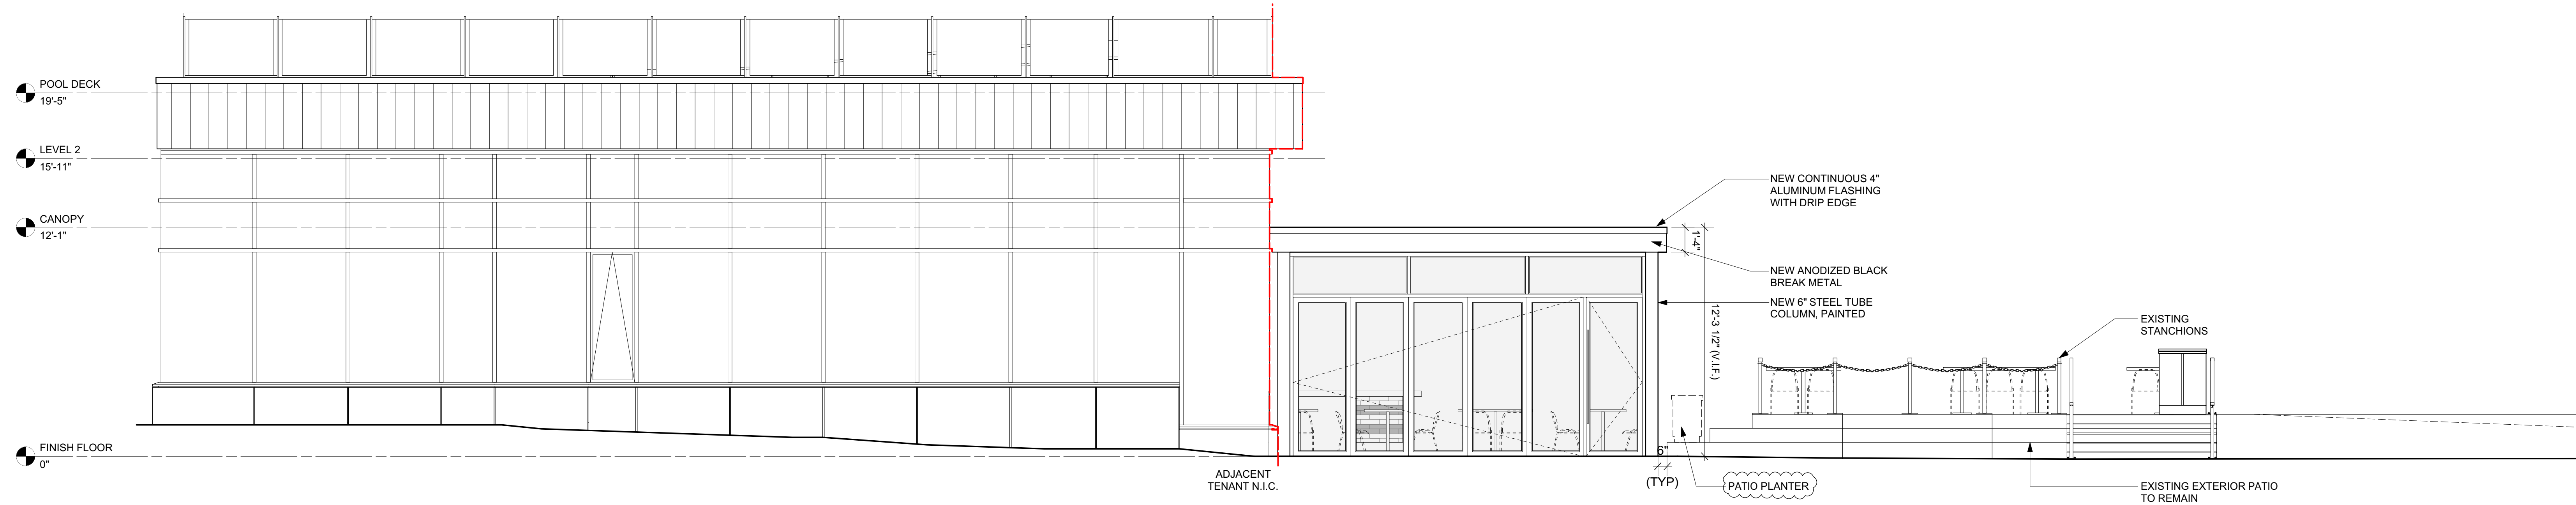 POOL DECK
19'-5"
LEVEL 2
15'-11"
CANOPY
12'-1"
FINISH FLOOR
0"
ADJACENT
TENANT N.I.C.
NEW CONTINUOUS 4"
ALUMINUM FLASHING
WITH DRIP EDGE
1'-4"
NEW ANODIZED BLACK
BREAK METAL
NEW 6" STEEL TUBE
COLUMN, PAINTED
12'-3 1/2" (V.I.F.)
EXISTING
STANCHIONS
6"
(TYP)
PATIO PLANTER
EXISTING EXTERIOR PATIO
TO REMAIN